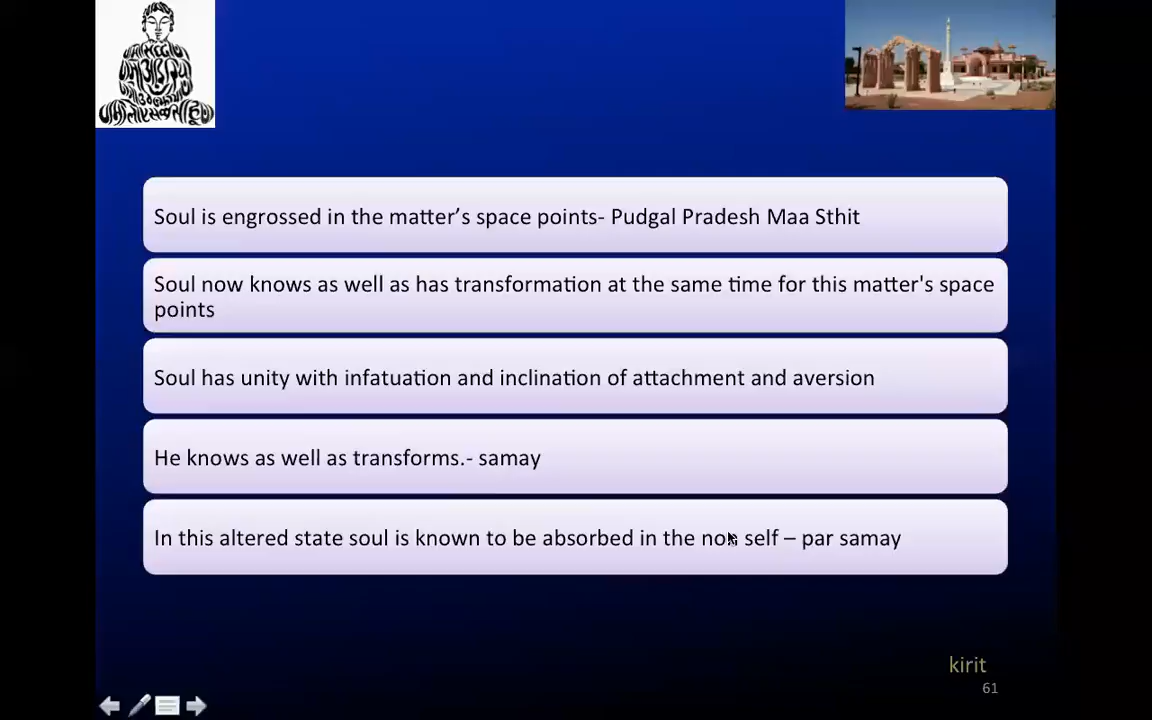 Soul is engrossed in the matter’s space points- Pudgal Pradesh Maa Sthit
Soul now knows as well as has transformation at the same time for this matter's space
points
Soul has unity with infatuation and inclination of attachment and aversion
He knows as well as transforms.- samay
In this altered state soul is known to be absorbed in the non self – par samay
kirit
61